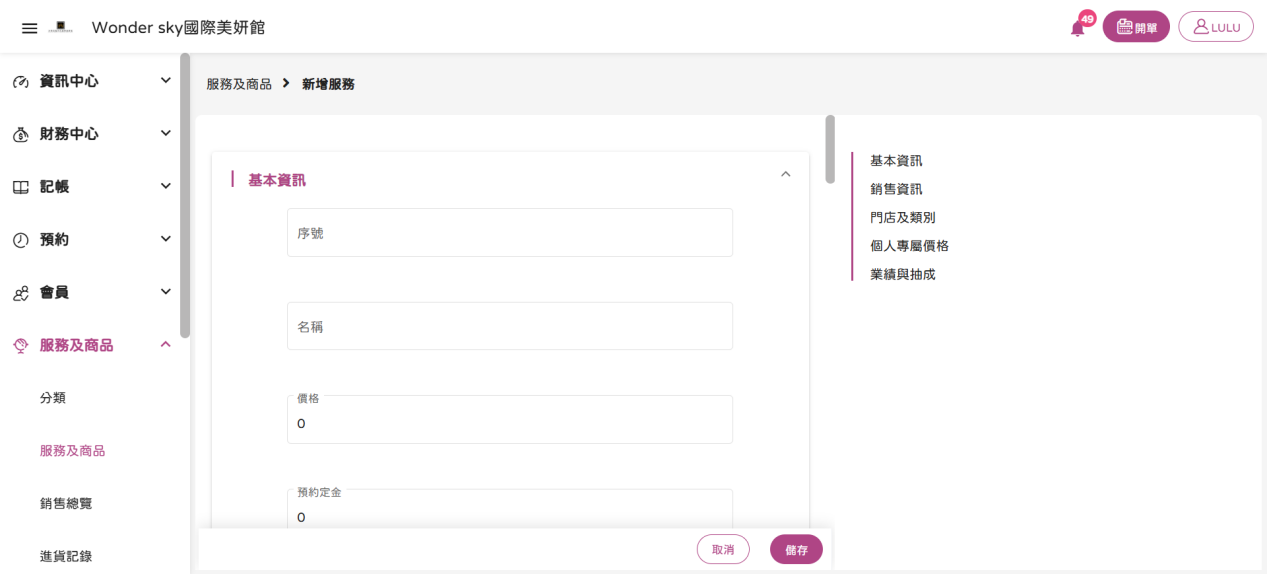 Wonder sky國際美妍館
49
開單
LULU
資訊中心
財務中心
記帳
預約
會員
服務及商品
分類
服務及商品
銷售總覽
進貨記錄
服務及商品 > 新增服務
基本資訊
序號
名稱
價格
0
預約定金
0
取消
儲存
基本資訊
銷售資訊
門店及類別
個人專屬價格
業績與抽成